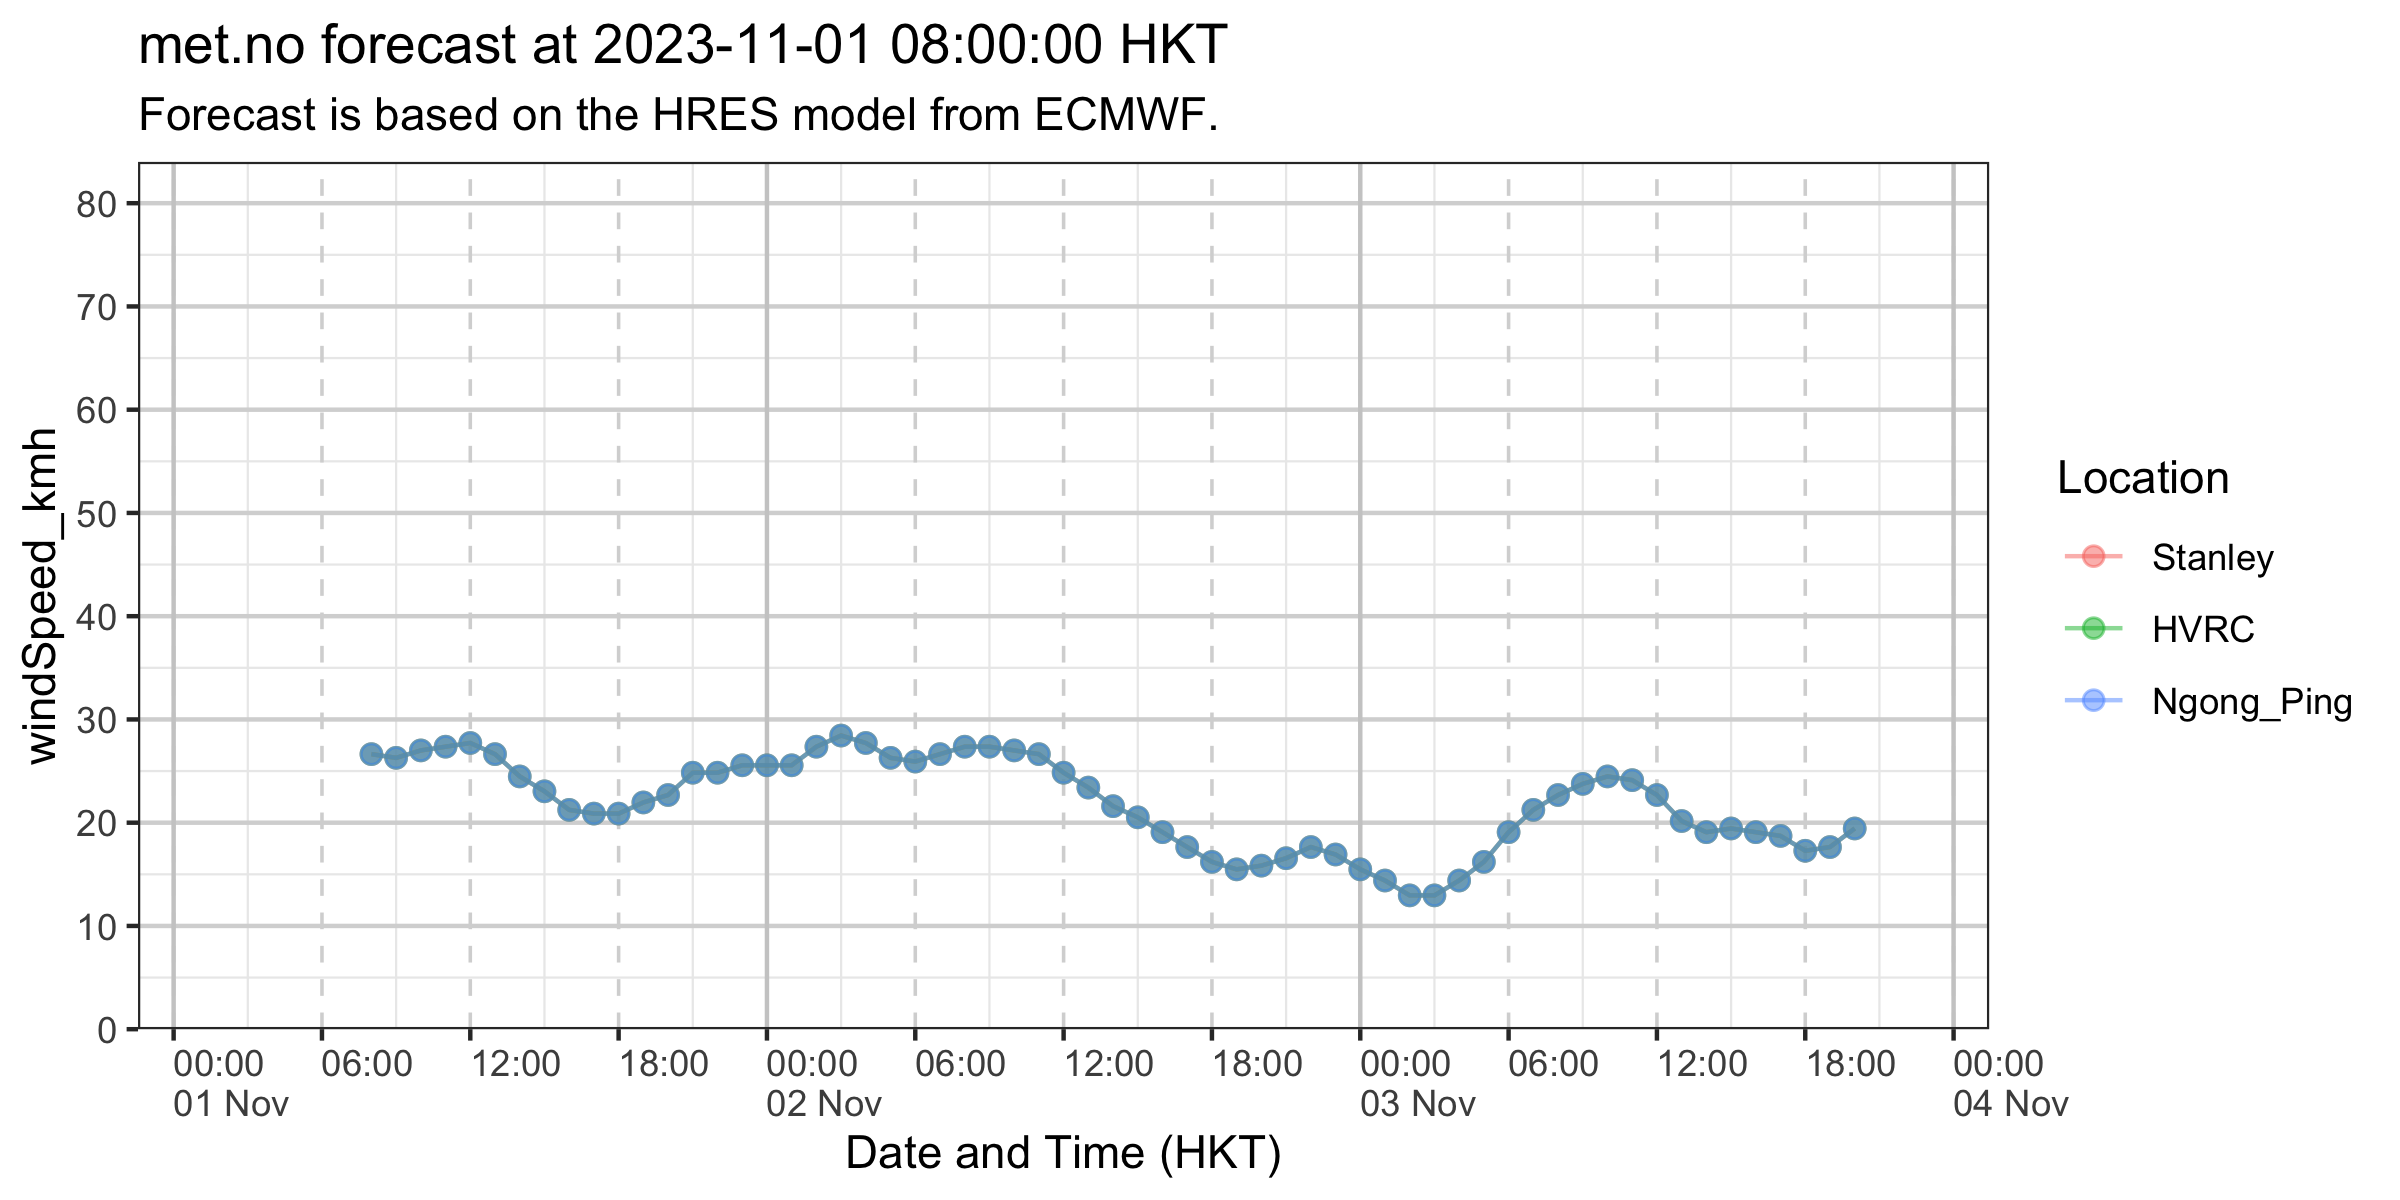 met.no forecast at 2023-11-01 08:00:00 HKT
Forecast is based on the HRES model from ECMWF.
windSpeed_kmh
80
70
60
50
40
30
20
10
0
00:00 06:00 12:00 18:00 00:00 06:00 12:00 18:00 00:00 06:00 12:00 18:00 00:00
01 Nov 02 Nov 03 Nov 04 Nov
Date and Time (HKT)
Location
Stanley
HVRC
Ngong_Ping